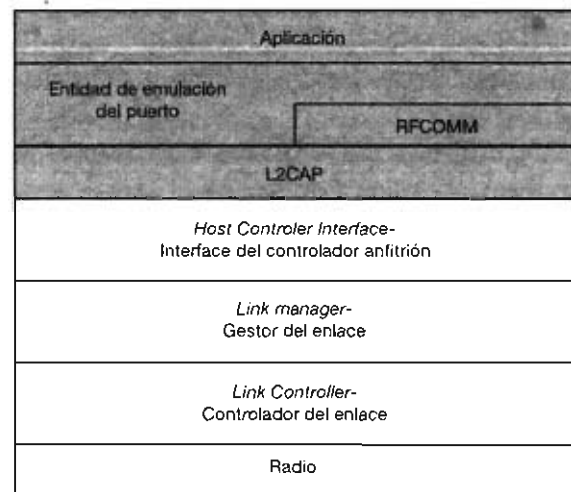 Aplicación
Entidad de emulación
del puerto
RFCOMM
L2CAP
Host Controler Interface-
Interface del controlador anfitrión
Link manager-
Gestor del enlace
Link Controller-
Controlador del enlace
Radio